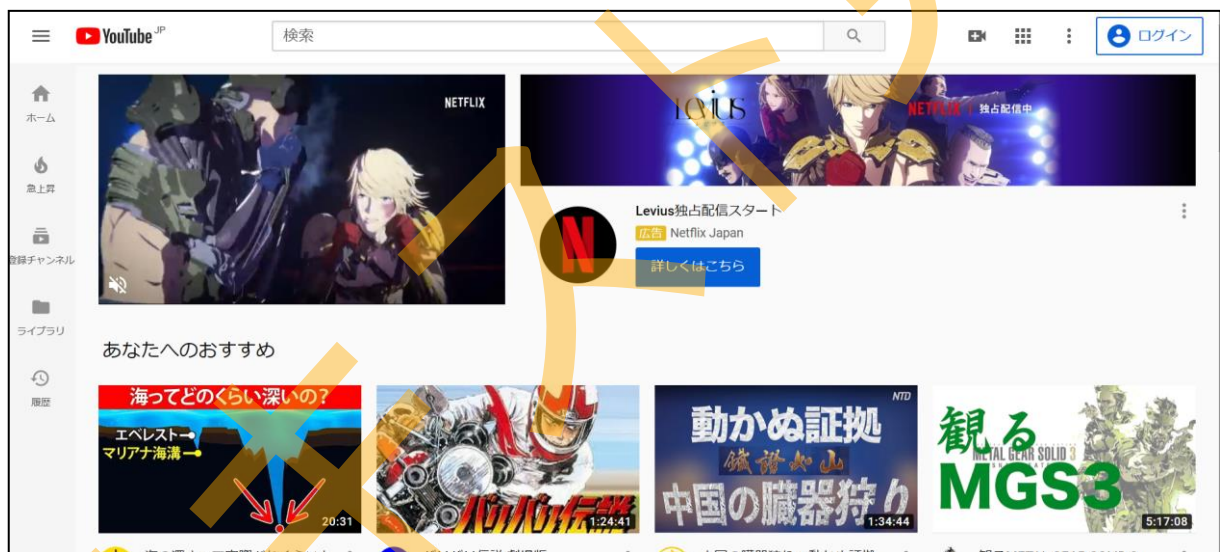 YouTube JP
検索
ログイン
ホーム
急上昇
登録チャンネル
ライブラリ
履歴
NETFLIX
Levius
NETFLIX | 独占配信中
N
Levius独占配信スタート
広告 Netflix Japan
詳しくはこちら
あなたへのおすすめ
海ってどのくらい深いの?
エベレスト
マリアナ海溝
20:31
バリバリ伝説
1:24:41
NTD
動かぬ証拠
鐵證如山
中国の臓器狩り
1:34:44
観る
METAL GEAR SOLID 3
MGS3
5:17:08